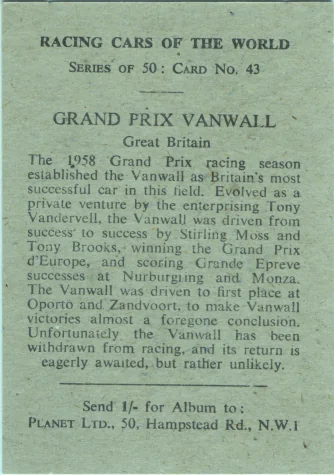 RACING CARS OF THE WORLD
SERIES OF 50: CARD No. 43
GRAND PRIX VANWALL
Great Britain
The 1958 Grand Prix racing season
established the Vanwall as Britain's most
successful car in this field. Evolved as a
private venture by the enterprising Tony
Vandervell, the Vanwall was driven from
success to success by Stirling Moss and
Tony Brooks, winning the Grand Prix
d'Europe, and scoring Grande Epreve
successes at Nurburgling and Monza.
The Vanwall was driven to first place at
Oporto and Zandvoort, to make Vanwall
victories almost a foregone conclusion.
Unfortunately the Vanwall has been
withdrawn from racing, and its return is
eagerly awaited, but rather unlikely.
Send 1/- for Album to:
PLANET LTD., 50, Hampstead Rd., N.W.1